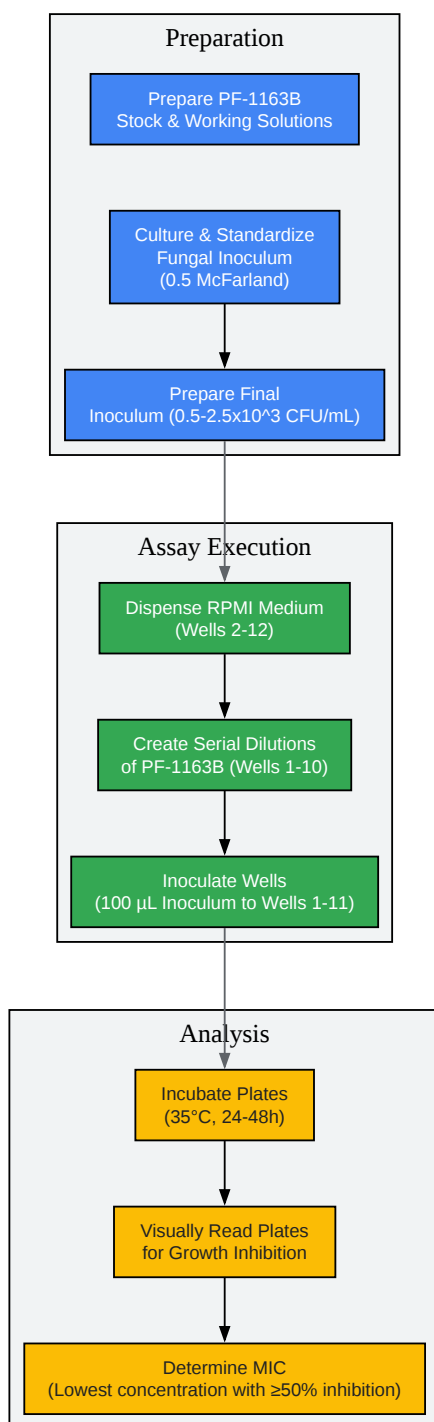 Preparation
Prepare PF-1163B
Stock & Working Solutions
Culture & Standardize
Fungal Inoculum
(0.5 McFarland)
Prepare Final
Inoculum (0.5-2.5x10^3 CFU/mL)
Assay Execution
Dispense RPMI Medium
(Wells 2-12)
Create Serial Dilutions
of PF-1163B (Wells 1-10)
Inoculate Wells
(100 µL Inoculum to Wells 1-11)
Analysis
Incubate Plates
(35°C, 24-48h)
Visually Read Plates
for Growth Inhibition
Determine MIC
(Lowest concentration with ≥50% inhibition)